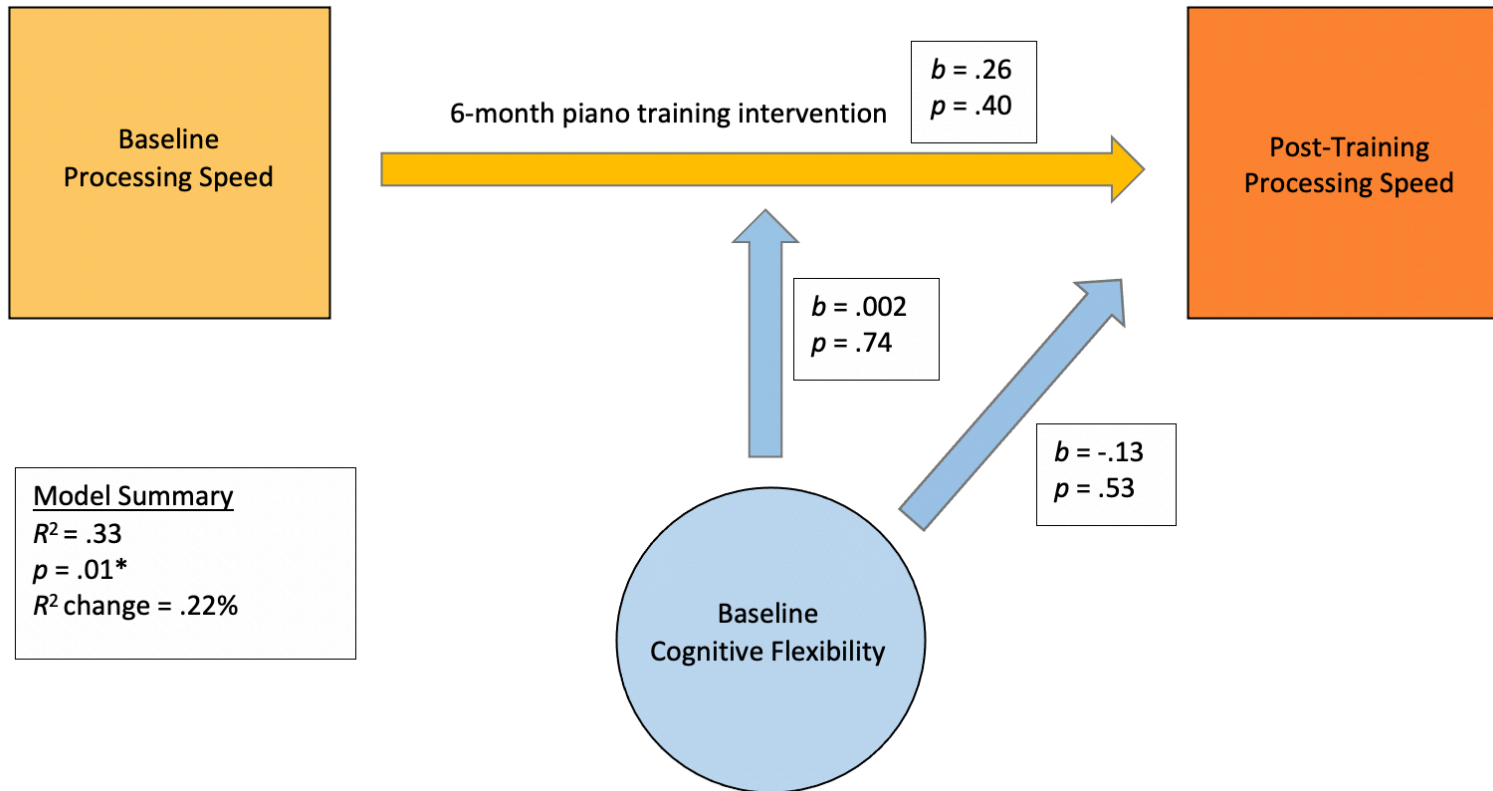 Baseline
Processing Speed
6-month piano training intervention
b = .26
p = .40
Post-Training
Processing Speed
b = .002
p = .74
b = -.13
p = .53
Model Summary
R² = .33
p = .01*
R² change = .22%
Baseline
Cognitive Flexibility